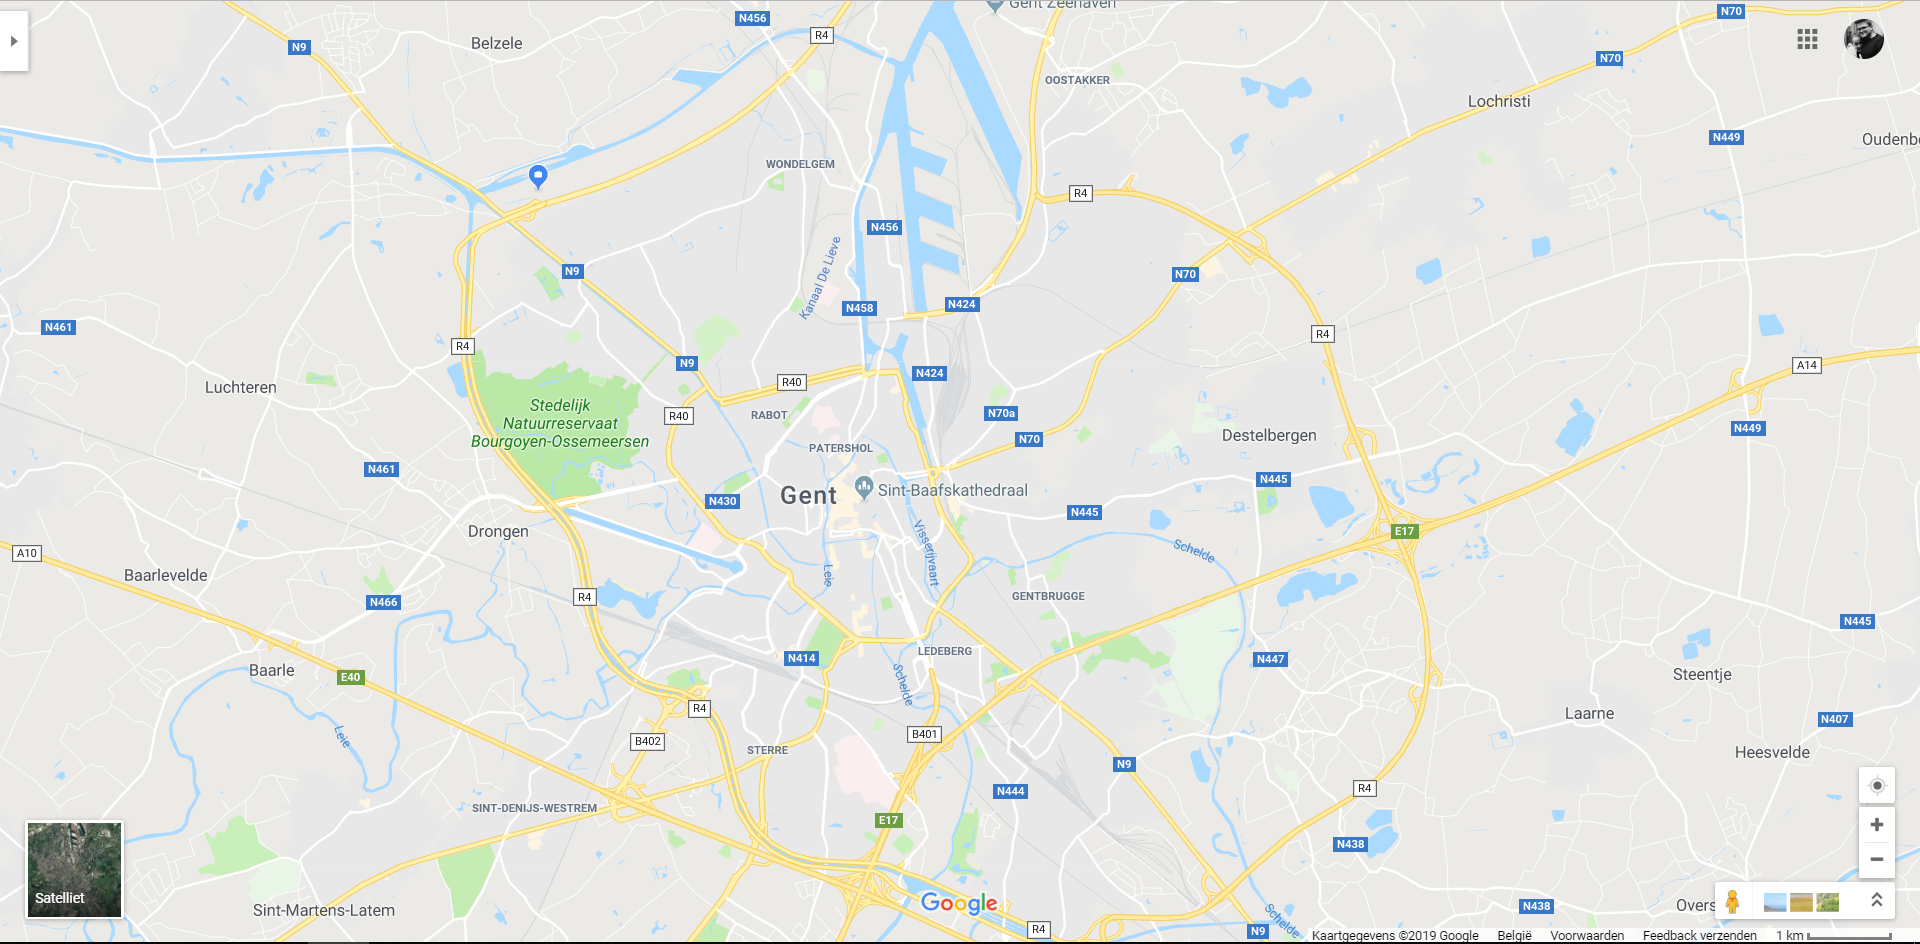 Gent Zeehaven
N456
N70
R4
Belzele
N9
N70
OOSTAKKER
Lochristi
N449
Oudenbe
WONDELGEM
R4
N456
Kanaal De Lieve
N9
N70
N458
N424
N461
R4
R4
N9
A14
N424
R40
Luchteren
Stedelijk
Natuurreservaat
Bourgoyen-Ossemeersen
R40
RABOT
N70a
N449
N70
Destelbergen
PATERSHOL
N461
N445
Gent
Sint-Baafskathedraal
N430
N445
Drongen
E17
Visserijvaart
Schelde
A10
Baarlevelde
Leie
R4
GENTBRUGGE
N466
N445
LEDEBERG
N414
N447
Baarle
E40
Schelde
Steentje
R4
Laarne
N407
Leie
B402
B401
STERRE
Heesvelde
N9
R4
N444
SINT-DENIJS-WESTREM
E17
N438
Satelliet
Google
Sint-Martens-Latem
N438
Overs
Schelde
R4
N9
Kaartgegevens ©2019 Google België Voorwaarden Feedback verzenden 1 km